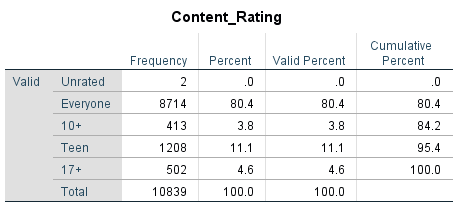 Content_Rating
Frequency Percent Valid Percent Cumulative Percent
Valid Unrated 2 .0 .0 .0
Everyone 8714 80.4 80.4 80.4
10+ 413 3.8 3.8 84.2
Teen 1208 11.1 11.1 95.4
17+ 502 4.6 4.6 100.0
Total 10839 100.0 100.0